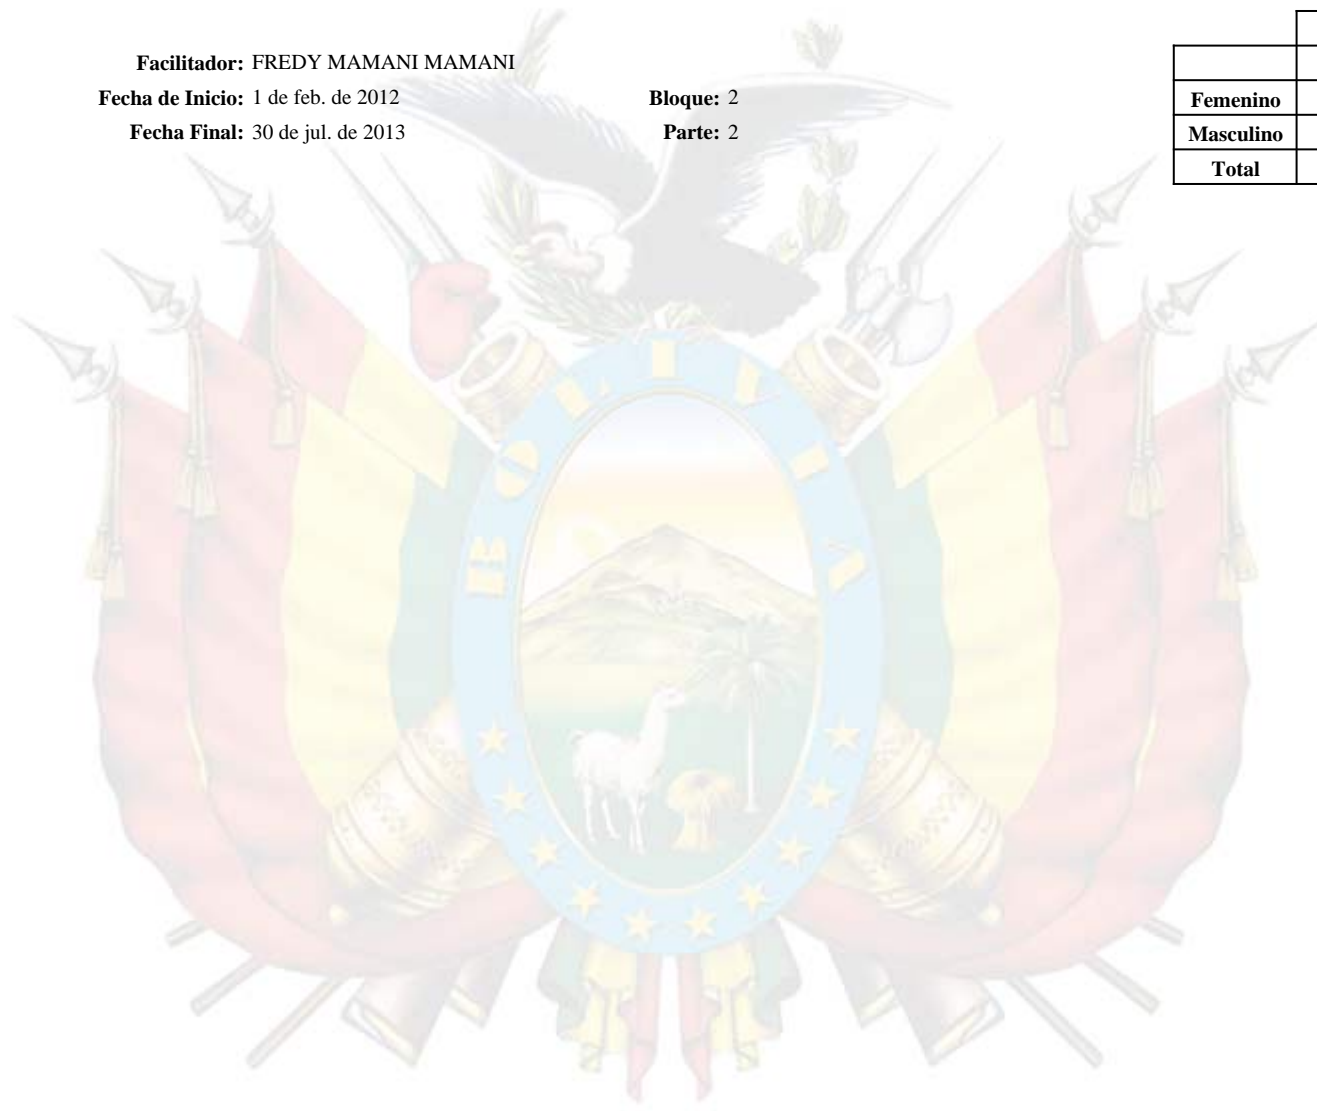 Facilitador: FREDY MAMANI MAMANI
Fecha de Inicio: 1 de feb. de 2012 Bloque: 2
Fecha Final: 30 de jul. de 2013 Parte: 2
Femenino
Masculino
Total
BOLIVIA